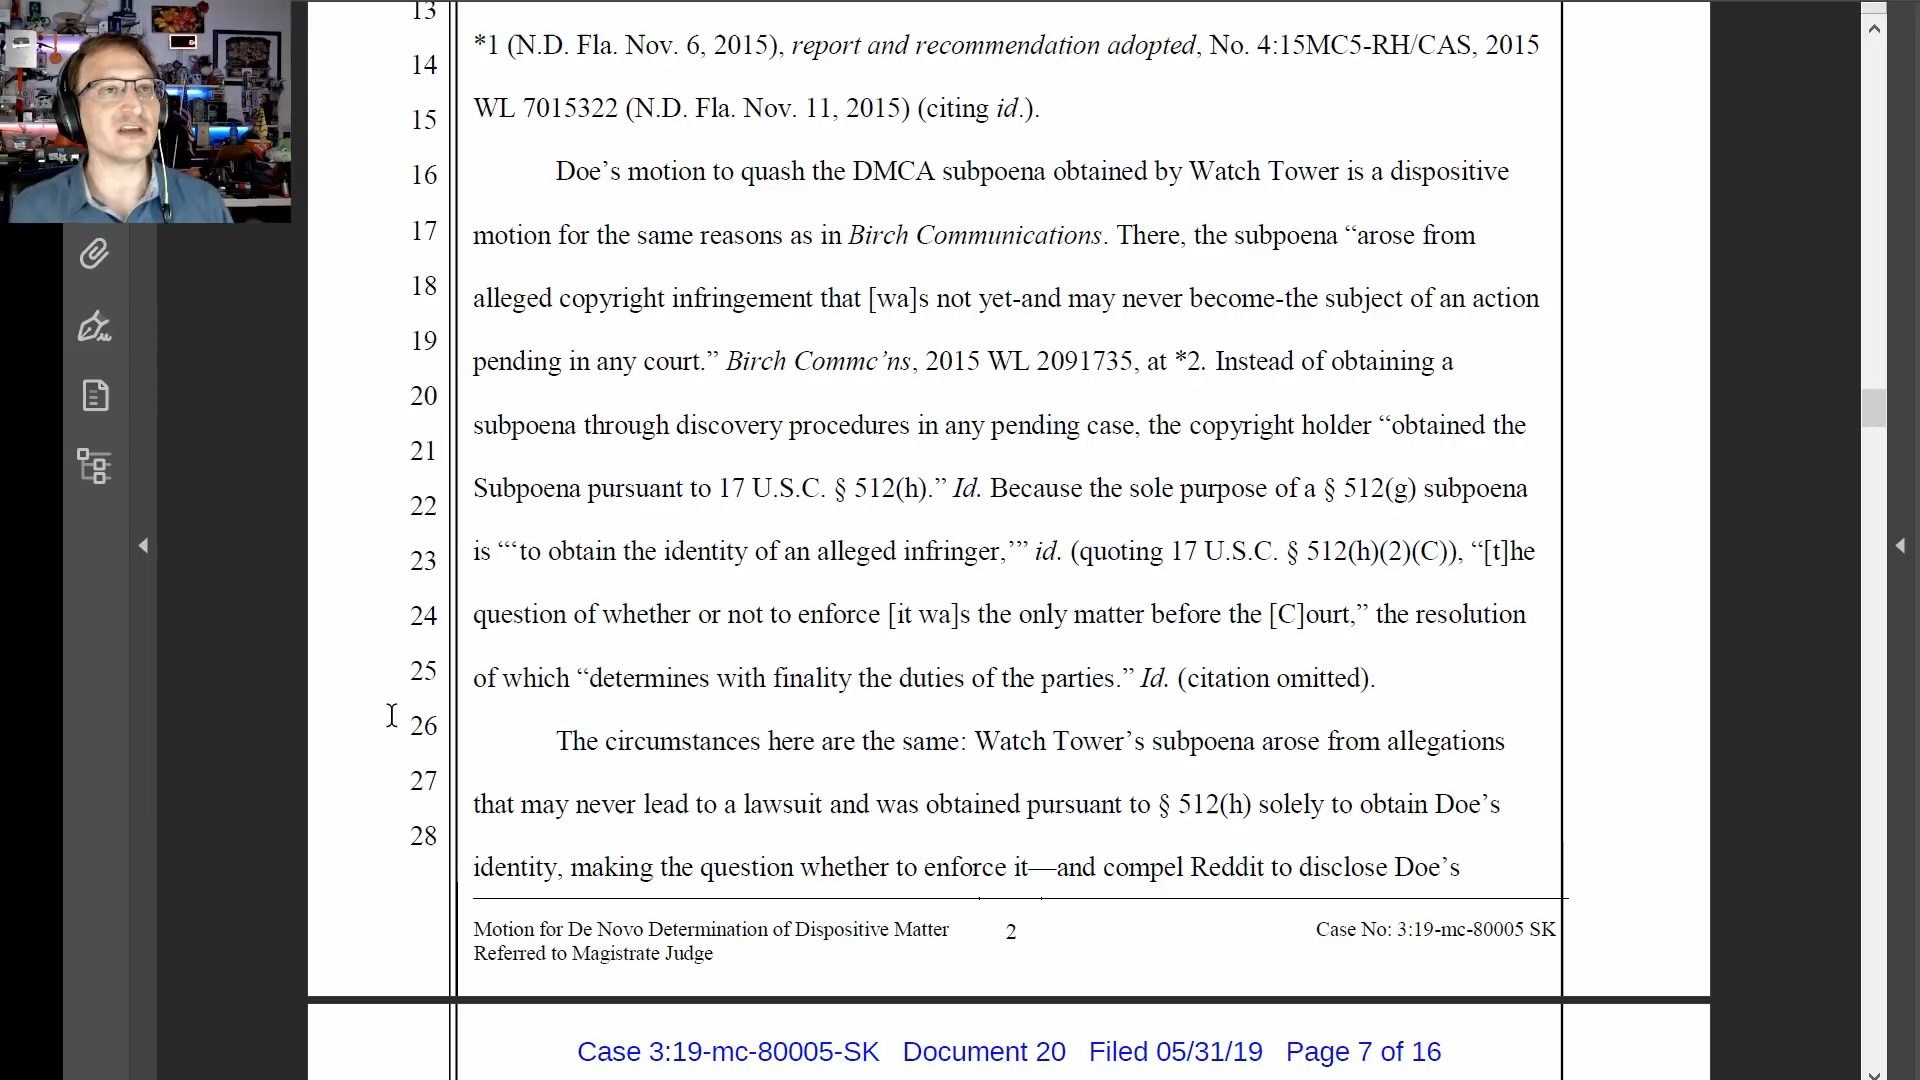 13
*1 (N.D. Fla. Nov. 6, 2015), report and recommendation adopted, No. 4:15MC5-RH/CAS, 2015
14
WL 7015322 (N.D. Fla. Nov. 11, 2015) (citing id.).
15
16
Doe’s motion to quash the DMCA subpoena obtained by Watch Tower is a dispositive
17
motion for the same reasons as in Birch Communications. There, the subpoena “arose from
18
alleged copyright infringement that [wa]s not yet-and may never become-the subject of an action
19
pending in any court.” Birch Commc’ns, 2015 WL 2091735, at *2. Instead of obtaining a
20
subpoena through discovery procedures in any pending case, the copyright holder “obtained the
21
Subpoena pursuant to 17 U.S.C. § 512(h).” Id. Because the sole purpose of a § 512(g) subpoena
22
is “‘to obtain the identity of an alleged infringer,’” id. (quoting 17 U.S.C. § 512(h)(2)(C)), “[t]he
23
question of whether or not to enforce [it wa]s the only matter before the [C]ourt,” the resolution
24
of which “determines with finality the duties of the parties.” Id. (citation omitted).
25
26
The circumstances here are the same: Watch Tower’s subpoena arose from allegations
27
that may never lead to a lawsuit and was obtained pursuant to § 512(h) solely to obtain Doe’s
28
identity, making the question whether to enforce it—and compel Reddit to disclose Doe’s
Motion for De Novo Determination of Dispositive Matter 2 Case No: 3:19-mc-80005 SK
Referred to Magistrate Judge
Case 3:19-mc-80005-SK Document 20 Filed 05/31/19 Page 7 of 16